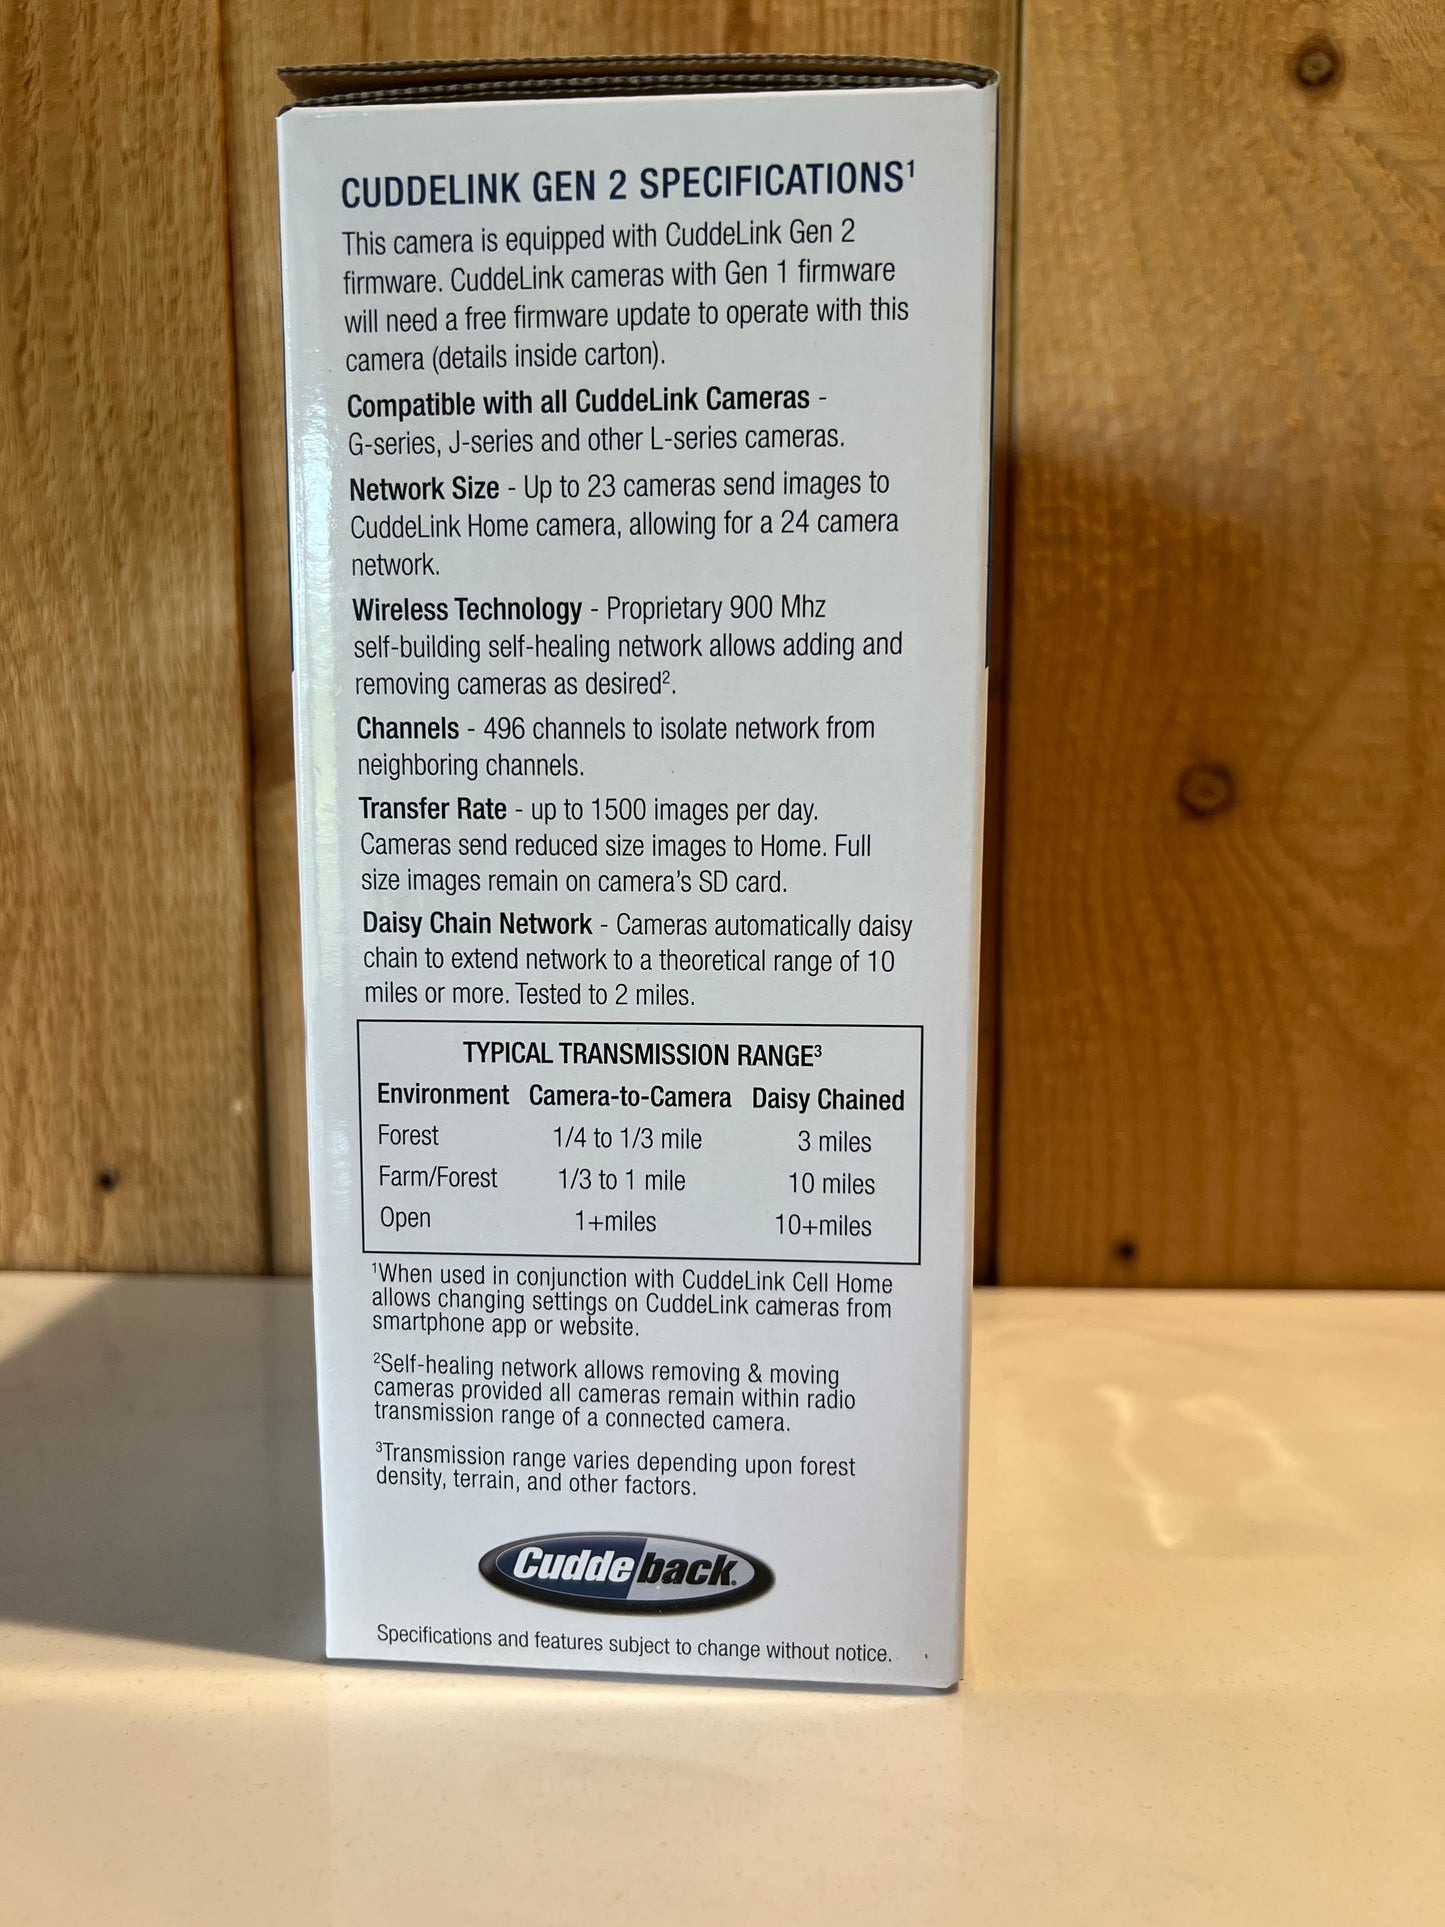 CUDDELINK GEN 2 SPECIFICATIONS¹
This camera is equipped with CuddeLink Gen 2
firmware. CuddeLink cameras with Gen 1 firmware
will need a free firmware update to operate with this
camera (details inside carton).
Compatible with all CuddeLink Cameras -
G-series, J-series and other L-series cameras.
Network Size - Up to 23 cameras send images to
CuddeLink Home camera, allowing for a 24 camera
network.
Wireless Technology - Proprietary 900 Mhz
self-building self-healing network allows adding and
removing cameras as desired².
Channels - 496 channels to isolate network from
neighboring channels.
Transfer Rate - up to 1500 images per day.
Cameras send reduced size images to Home. Full
size images remain on camera's SD card.
Daisy Chain Network - Cameras automatically daisy
chain to extend network to a theoretical range of 10
miles or more. Tested to 2 miles.
TYPICAL TRANSMISSION RANGE³
Environment Camera-to-Camera Daisy Chained
Forest 1/4 to 1/3 mile 3 miles
Farm/Forest 1/3 to 1 mile 10 miles
Open 1+miles 10+miles
¹When used in conjunction with CuddeLink Cell Home
allows changing settings on CuddeLink cameras from
smartphone app or website.
²Self-healing network allows removing & moving
cameras provided all cameras remain within radio
transmission range of a connected camera.
³Transmission range varies depending upon forest
density, terrain, and other factors.
Cuddeback®
Specifications and features subject to change without notice.